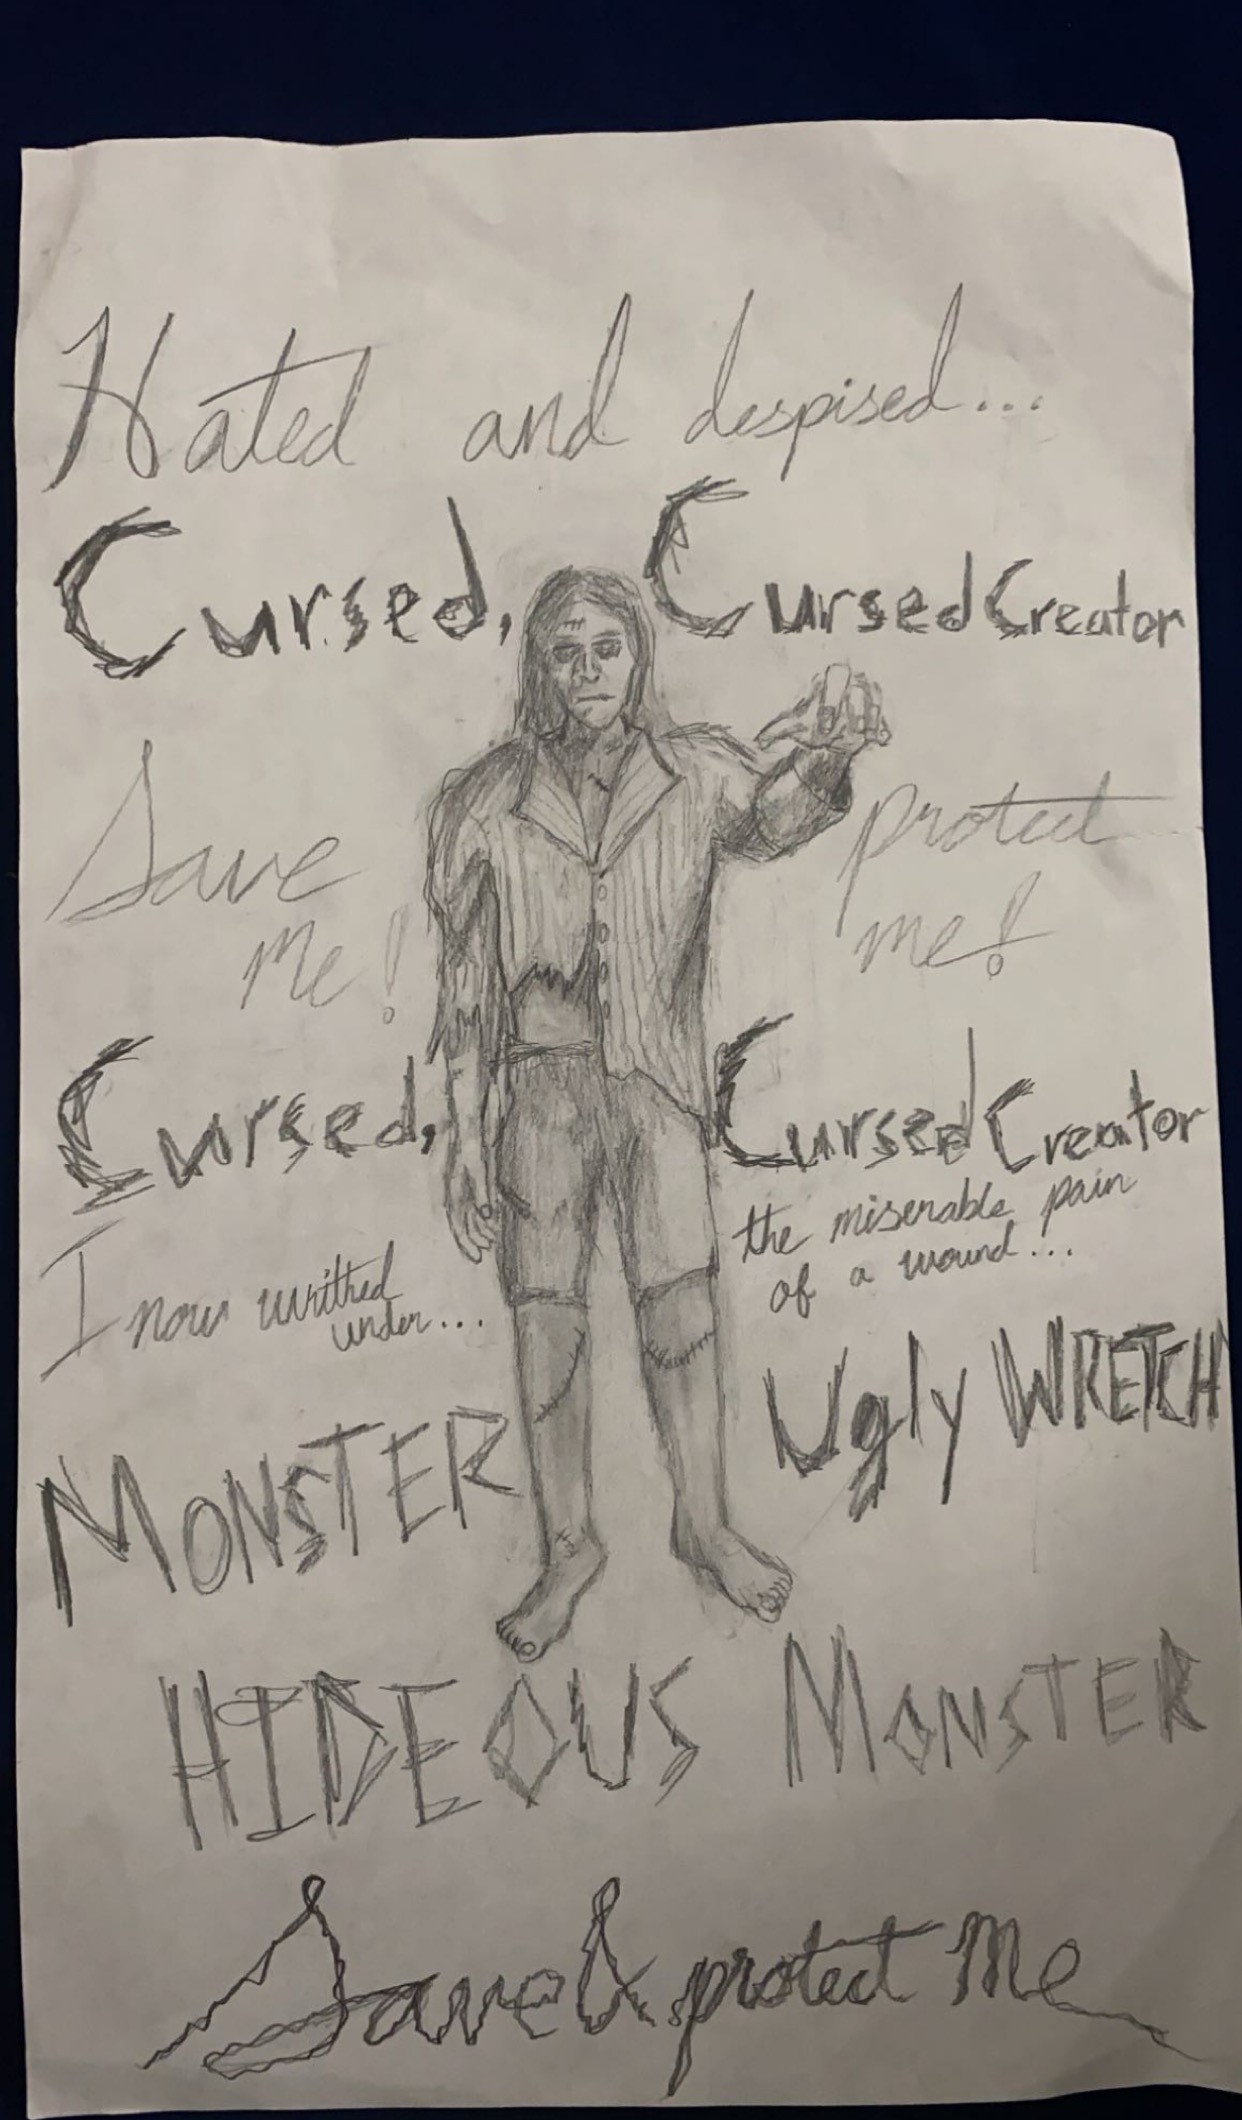 Hated and despised...
Cursed, Cursed Creator
Save me! protect me!
Cursed, Cursed Creator
I now writhed under... the miserable pain of a wound...
MONSTER Ugly WRETCH
HIDEOUS MONSTER
Save & protect me